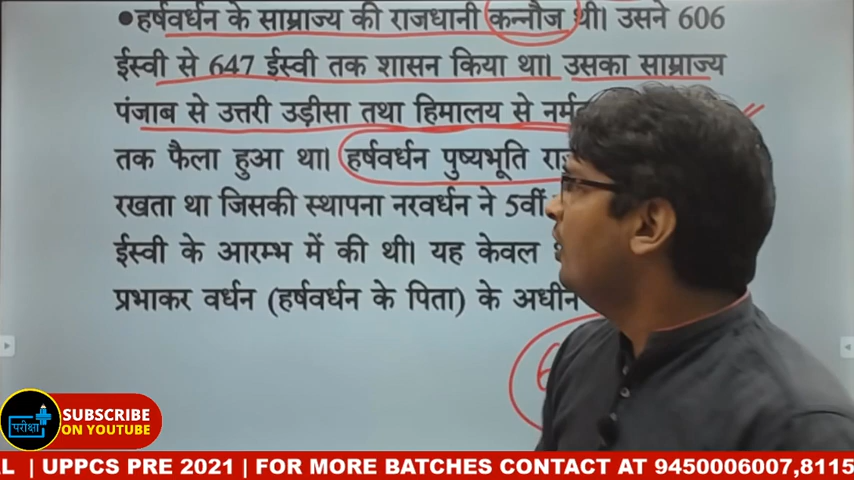 •हर्षवर्धन के साम्राज्य की राजधानी कन्नौज थी। उसने 606
ईस्वी से 647 ईस्वी तक शासन किया था। उसका साम्राज्य
पंजाब से उत्तरी उड़ीसा तथा हिमालय से
तक फैला हुआ था। हर्षवर्धन पुष्यभूति
रखता था जिसकी स्थापना नरवर्धन ने 5वीं
ईस्वी के आरम्भ में की थी। यह केवल
प्रभाकर वर्धन (हर्षवर्धन के पिता) के अधीन
परीक्षा
SUBSCRIBE
ON YOUTUBE
L | UPPCS PRE 2021 | FOR MORE BATCHES CONTACT AT 9450006007,8115